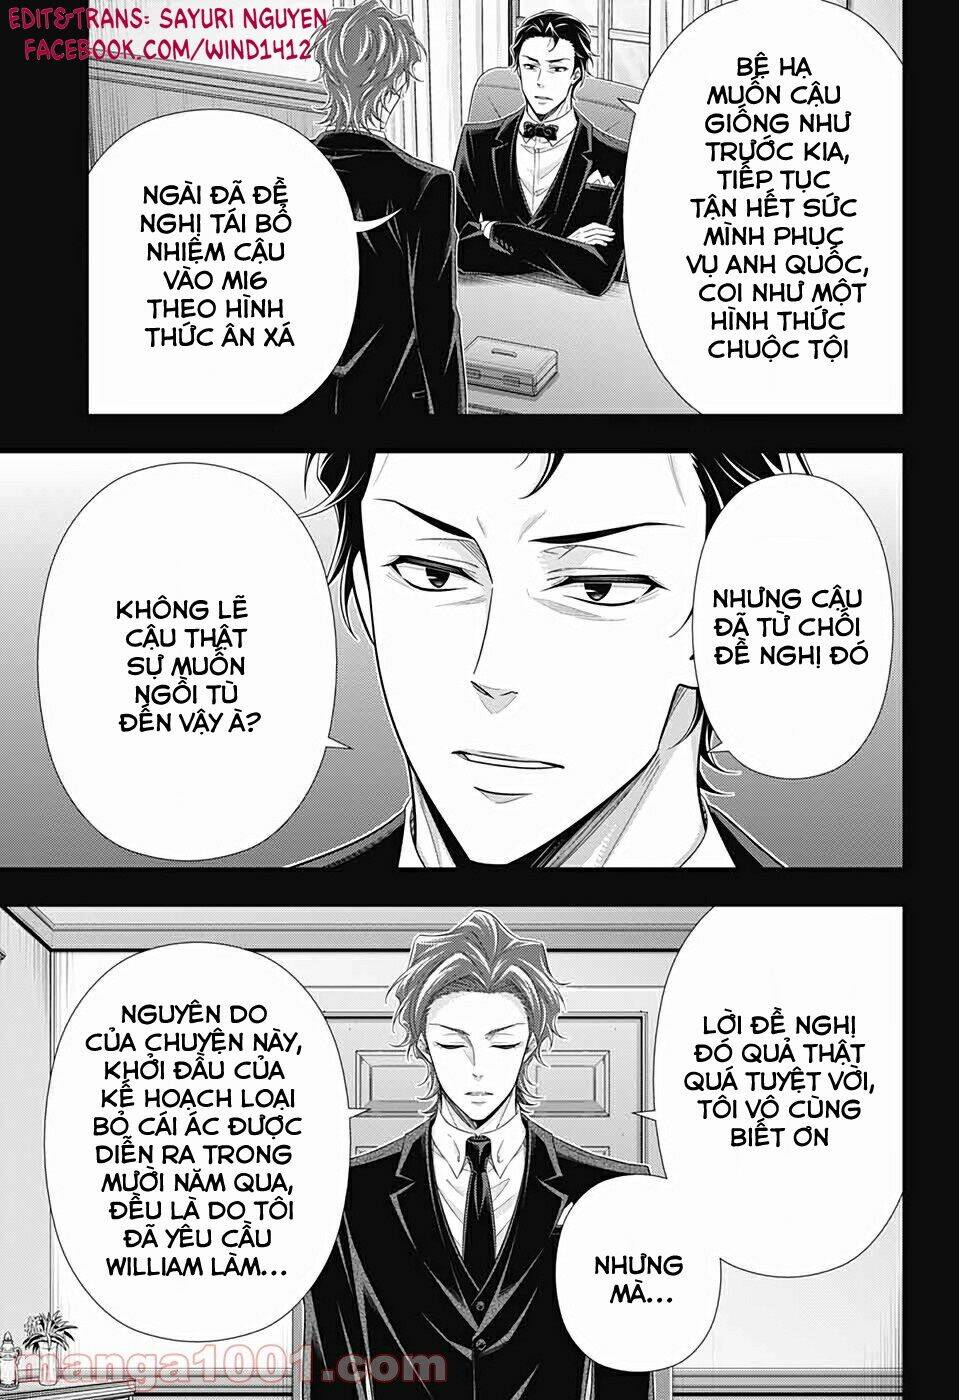 EDIT&TRANS: SAYURI NGUYEN
FACEBOOK.COM/WIND1412
BỆ HẠ
MUỐN CẬU
GIỐNG NHƯ
TRƯỚC KIA,
TIẾP TỤC
TẬN HẾT SỨC
MÌNH PHỤC
VỤ ANH QUỐC,
COI NHƯ MỘT
HÌNH THỨC
CHUỘC TỘI
NGÀI ĐÃ ĐỀ
NGHỊ TÁI BỔ
NHIỆM CẬU
VÀO MI6
THEO HÌNH
THỨC ÂN XÁ
NHƯNG CẬU
ĐÃ TỪ CHỐI
ĐỀ NGHỊ ĐÓ
KHÔNG LẼ
CẬU THẬT
SỰ MUỐN
NGỒI TÙ
ĐẾN VẬY À?
LỜI ĐỀ NGHỊ
ĐÓ QUẢ THẬT
QUÁ TUYỆT VỜI,
TÔI VÔ CÙNG
BIẾT ƠN
NHƯNG
MÀ...
NGUYÊN DO
CỦA CHUYỆN NÀY,
KHỞI ĐẦU CỦA
KẾ HOẠCH LOẠI
BỎ CÁI ÁC ĐƯỢC
DIỄN RA TRONG
MƯỜI NĂM QUA,
ĐỀU LÀ DO TÔI
ĐÃ YÊU CẦU
WILLIAM LÀM...
manga1001.com